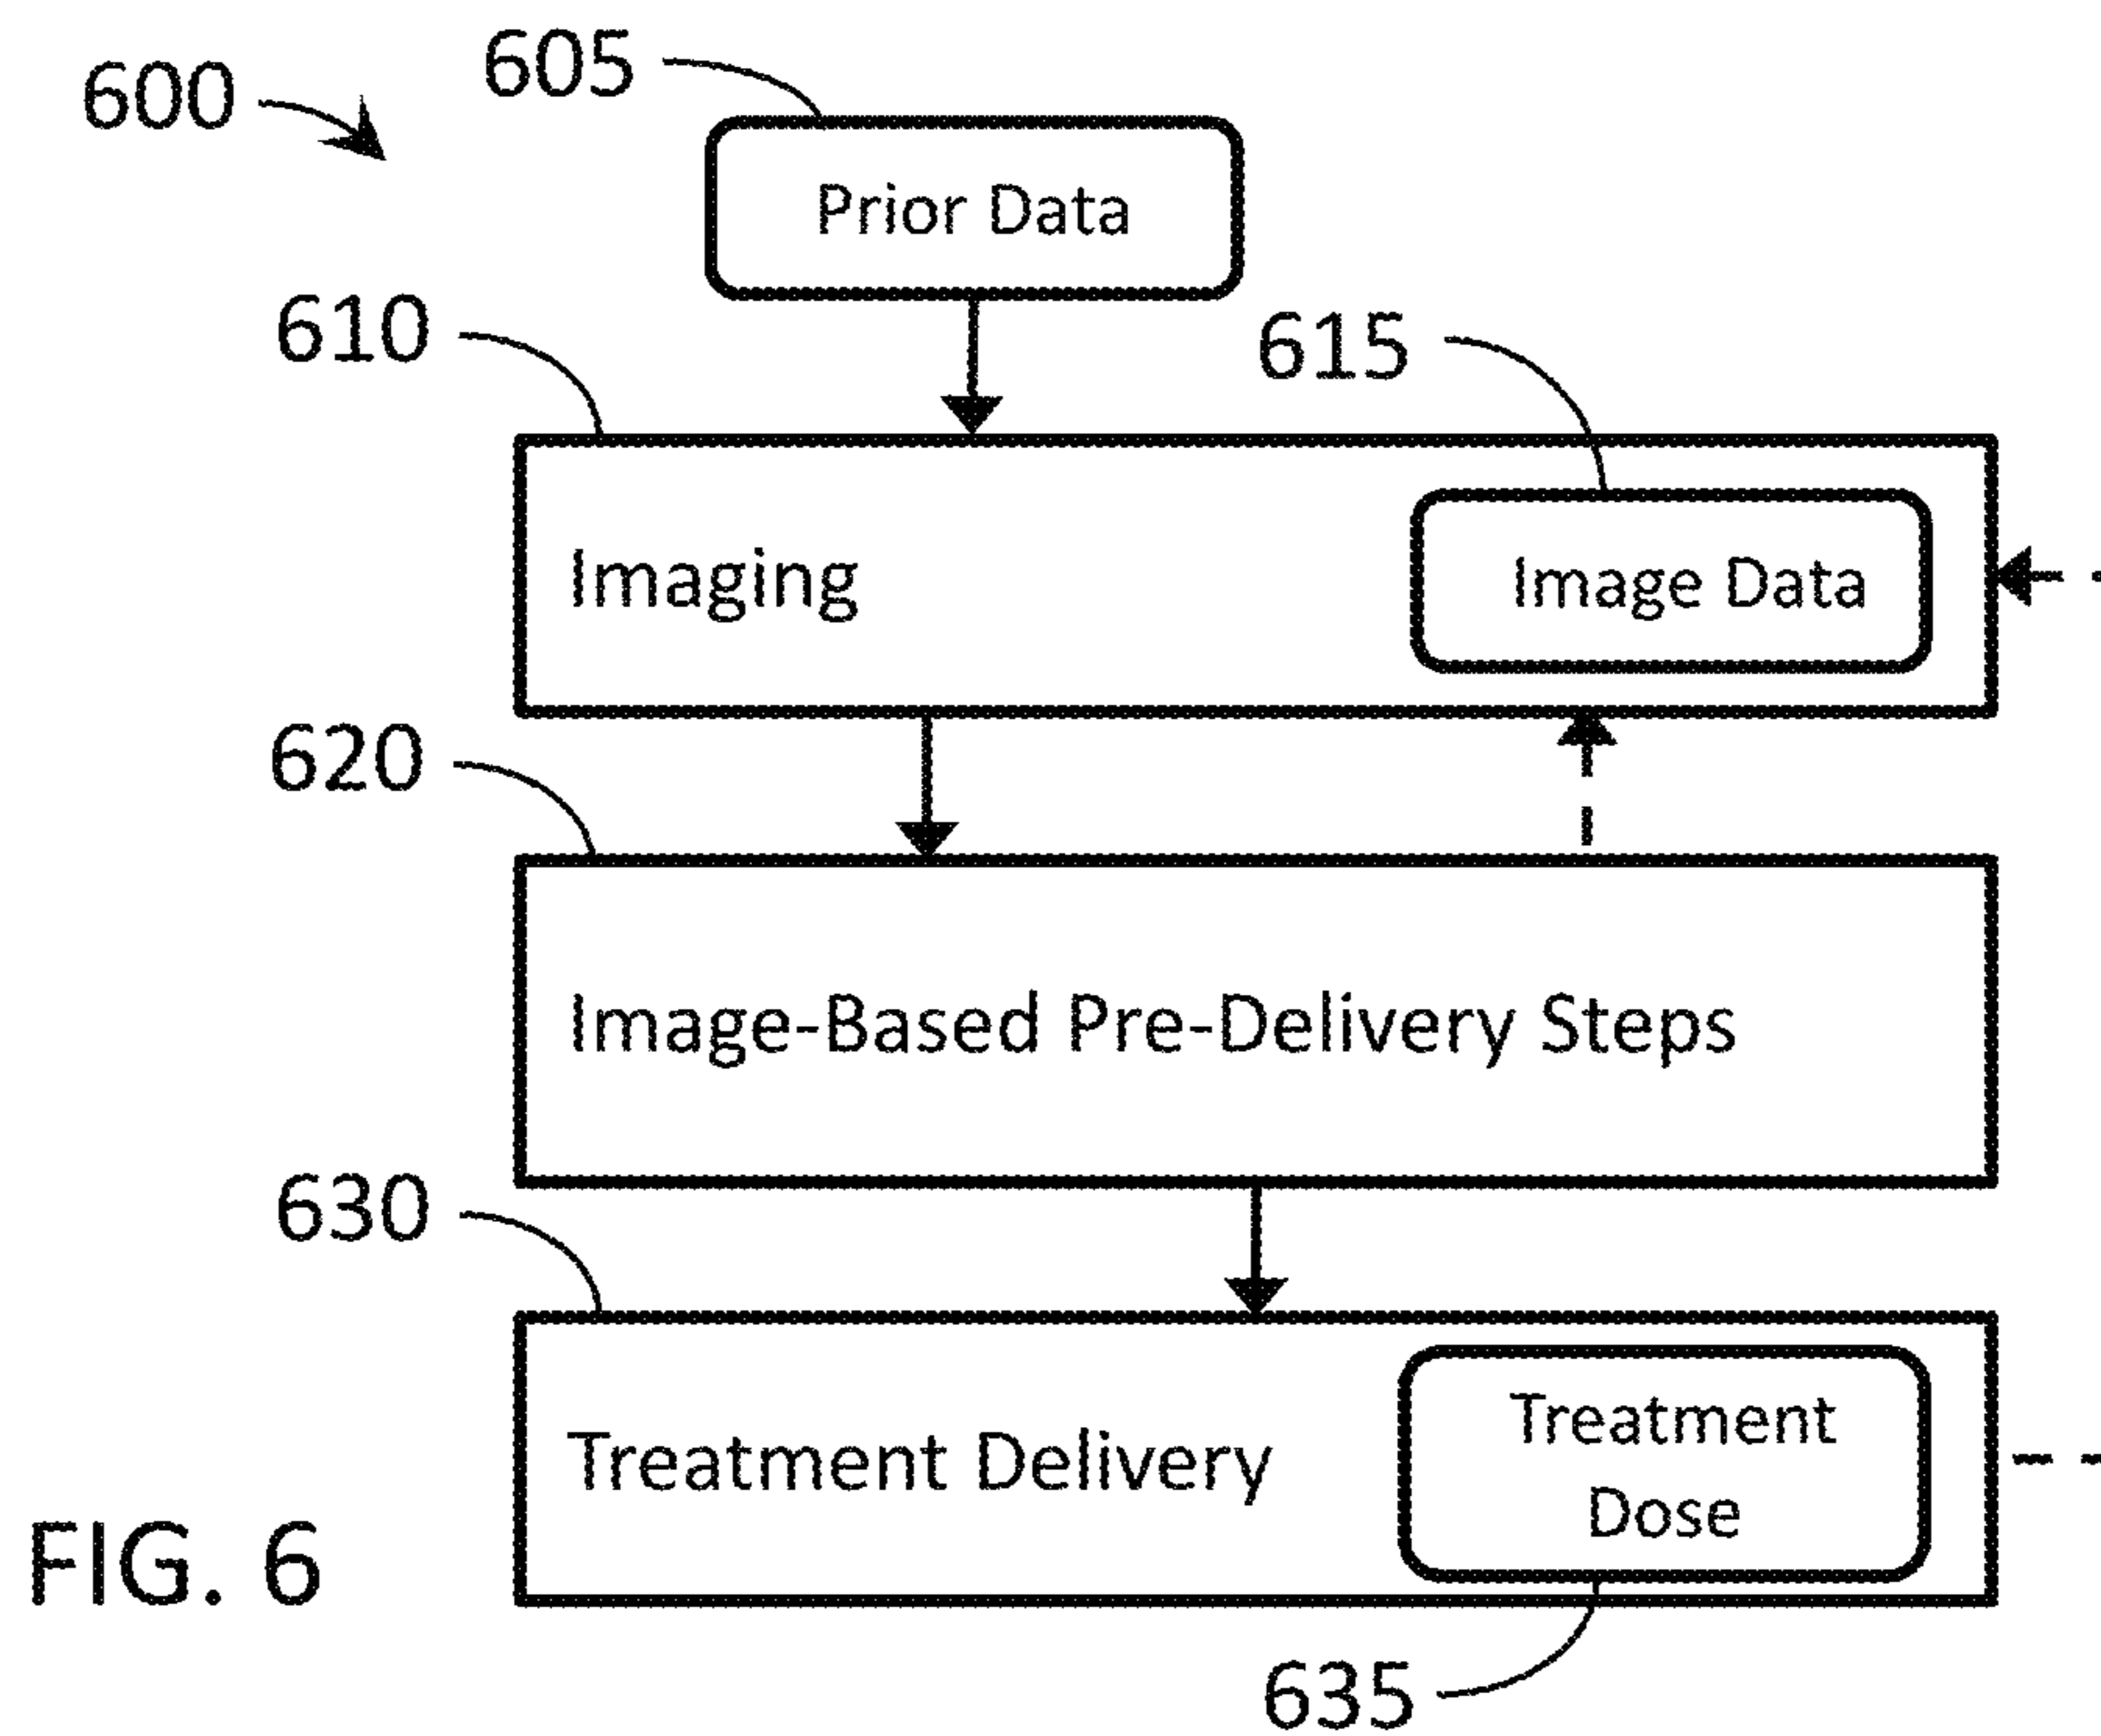 600
605
Prior Data
610
615
Imaging
Image Data
620
Image-Based Pre-Delivery Steps
630
Treatment Delivery
Treatment
Dose
FIG. 6
635